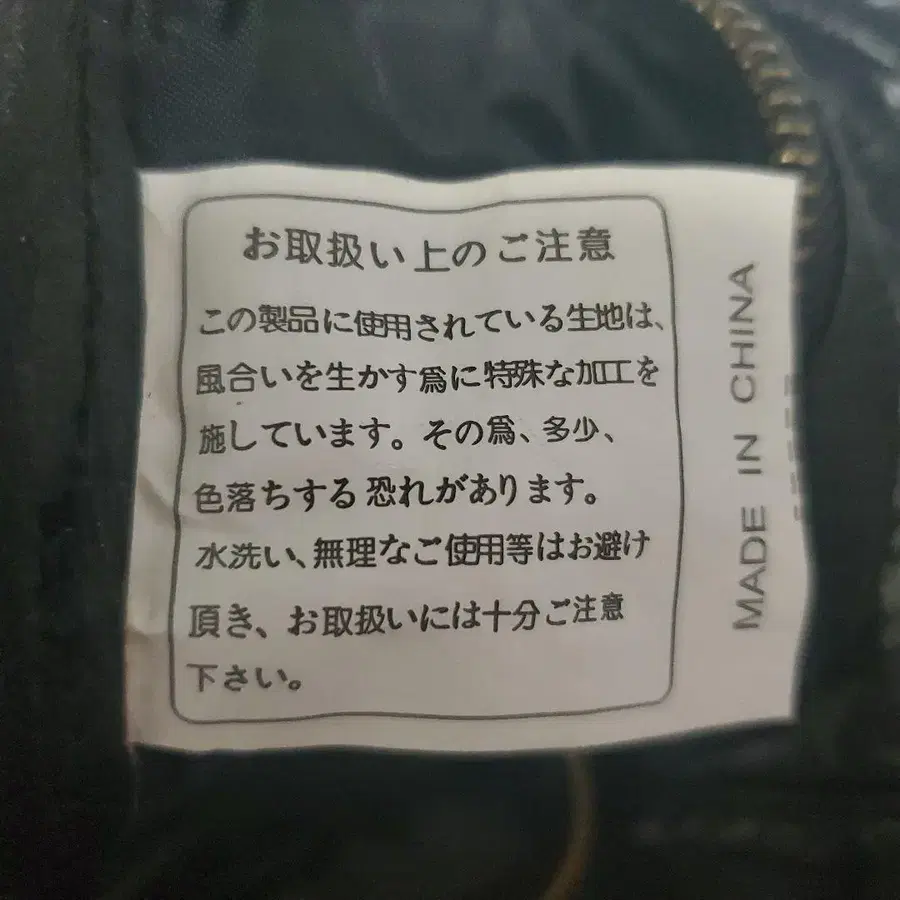 お取扱い上のご注意
この製品に使用されている生地は、
風合いを生かす爲に特殊な加工を
施しています。その爲、多少、
色落ちする恐れがあります。
水洗い、無理なご使用等はお避け
頂き、お取扱いには十分ご注意
下さい。
MADE IN CHINA